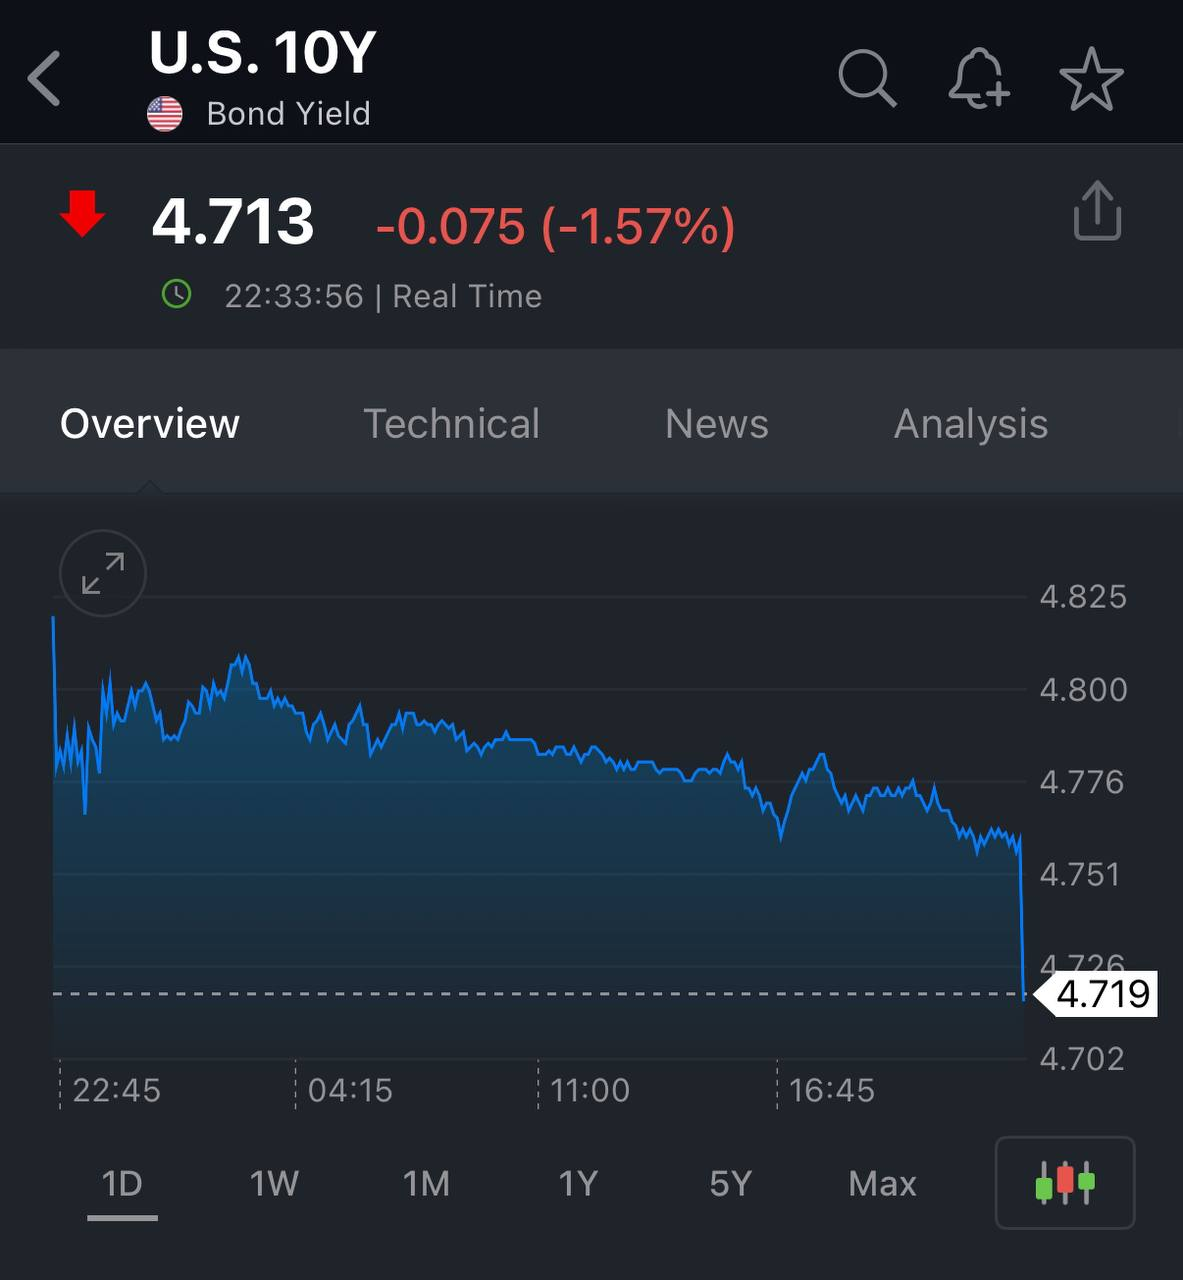 U.S. 10Y
Bond Yield
4.713 -0.075 (-1.57%)
22:33:56 | Real Time
Overview Technical News Analysis
4.825
4.800
4.776
4.751
4.726
4.719
4.702
22:45 04:15 11:00 16:45
1D 1W 1M 1Y 5Y Max